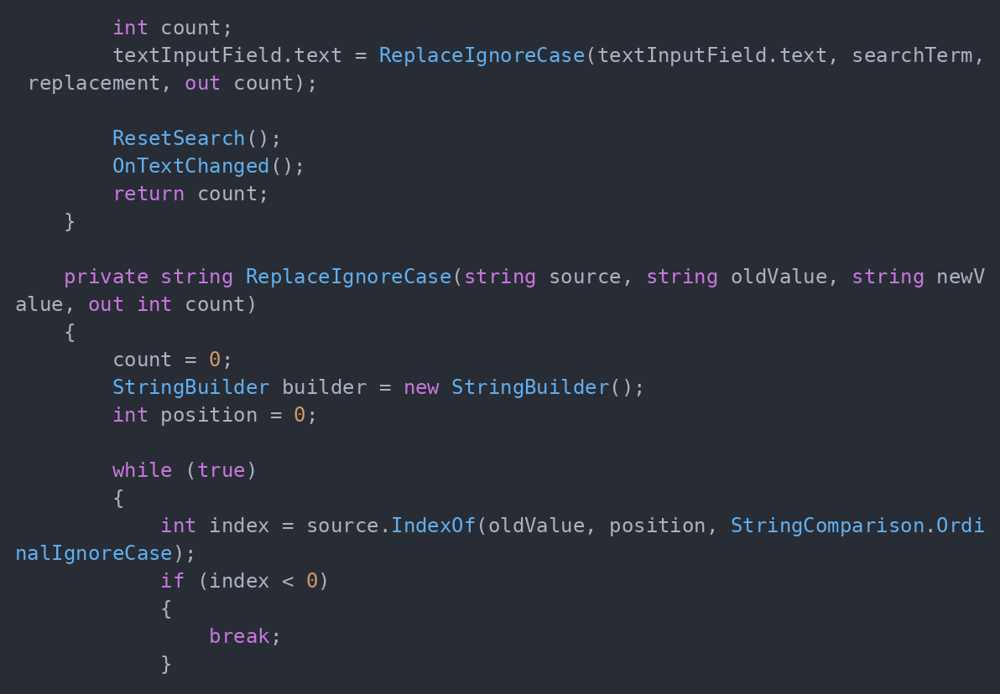 int count;
        textInputField.text = ReplaceIgnoreCase(textInputField.text, searchTerm,
 replacement, out count);

        ResetSearch();
        OnTextChanged();
        return count;
    }

    private string ReplaceIgnoreCase(string source, string oldValue, string newV
alue, out int count)
    {
        count = 0;
        StringBuilder builder = new StringBuilder();
        int position = 0;

        while (true)
        {
            int index = source.IndexOf(oldValue, position, StringComparison.Ordi
nalIgnoreCase);
            if (index < 0)
            {
                break;
            }